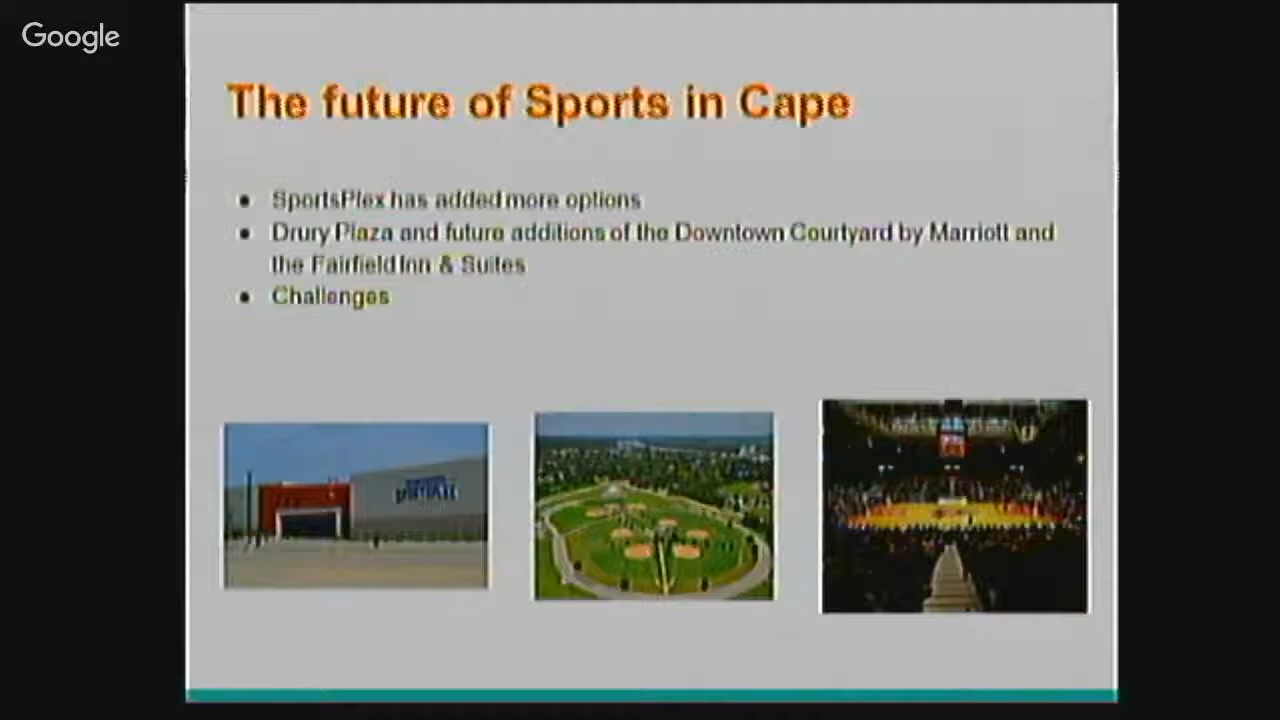 Google
The future of Sports in Cape
● SportsPlex has added more options
● Drury Plaza and future additions of the Downtown Courtyard by Marriott and
the Fairfield Inn & Suites
● Challenges